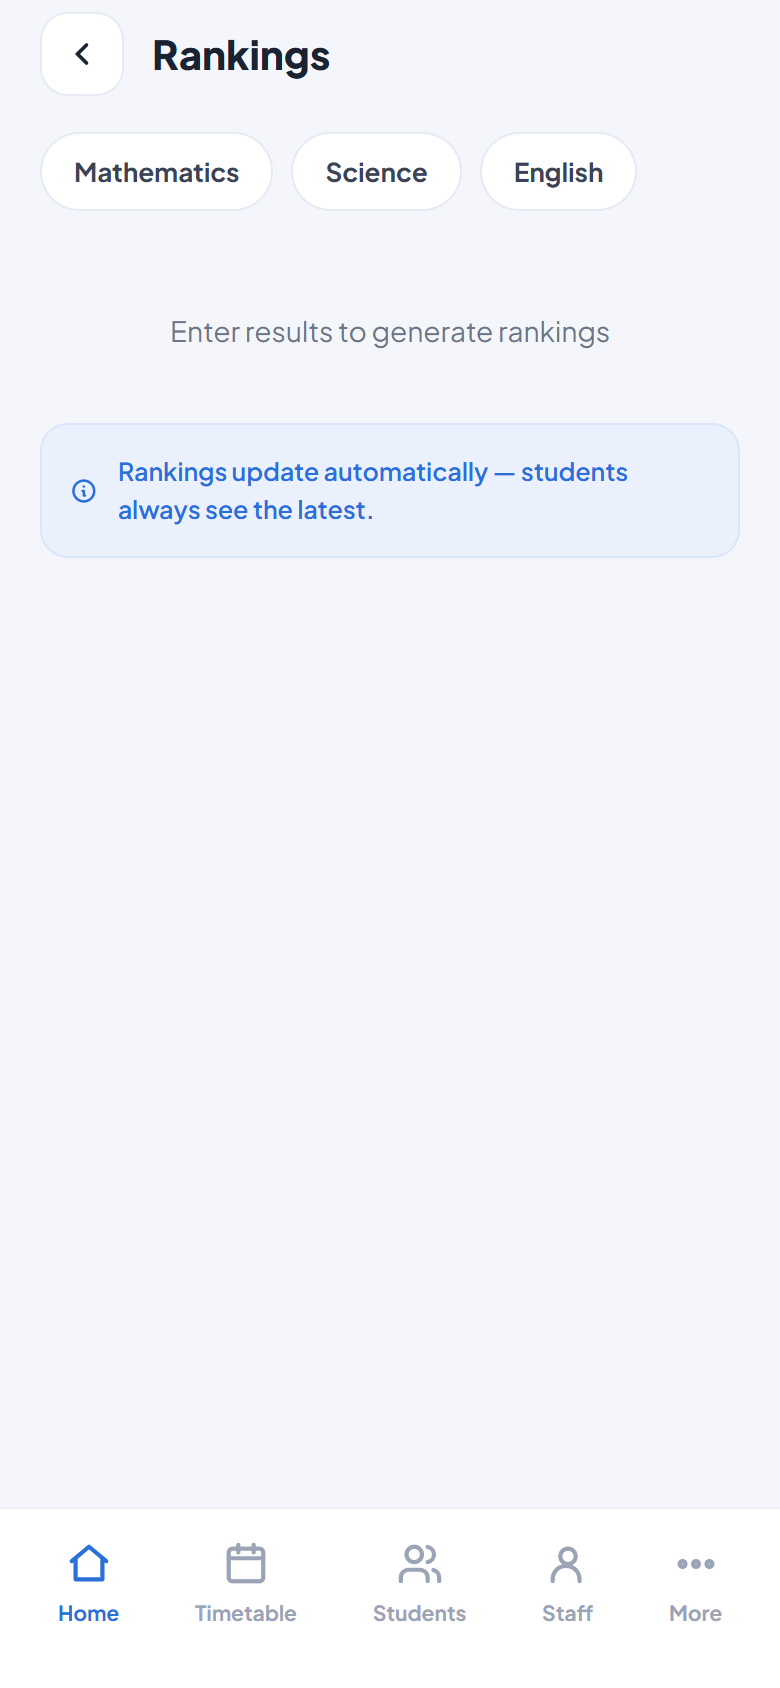 Rankings
Mathematics
Science
English
Enter results to generate rankings
Rankings update automatically — students
always see the latest.
Home
Timetable
Students
Staff
More